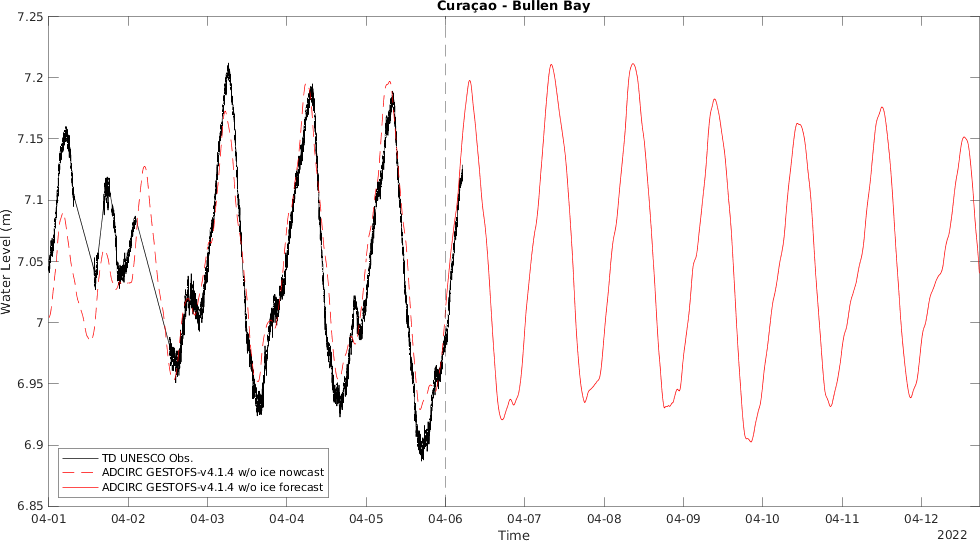 Curaçao - Bullen Bay
7.25
7.2
7.15
7.1
7.05
7
6.95
6.9
6.85
Water Level (m)
TD UNESCO Obs.
ADCIRC GESTOFS-v4.1.4 w/o ice nowcast
ADCIRC GESTOFS-v4.1.4 w/o ice forecast
04-01 04-02 04-03 04-04 04-05 04-06 04-07 04-08 04-09 04-10 04-11 04-12
Time
2022